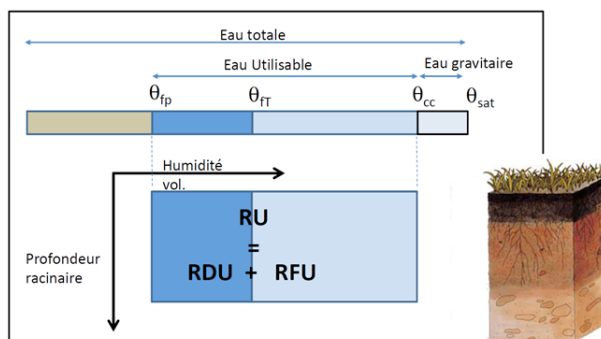 Eau totale
Eau Utilisable
Eau gravitaire
θfp
θfT
θcc
θsat
Humidité
vol.
Profondeur
racinaire
RU
=
RDU + RFU